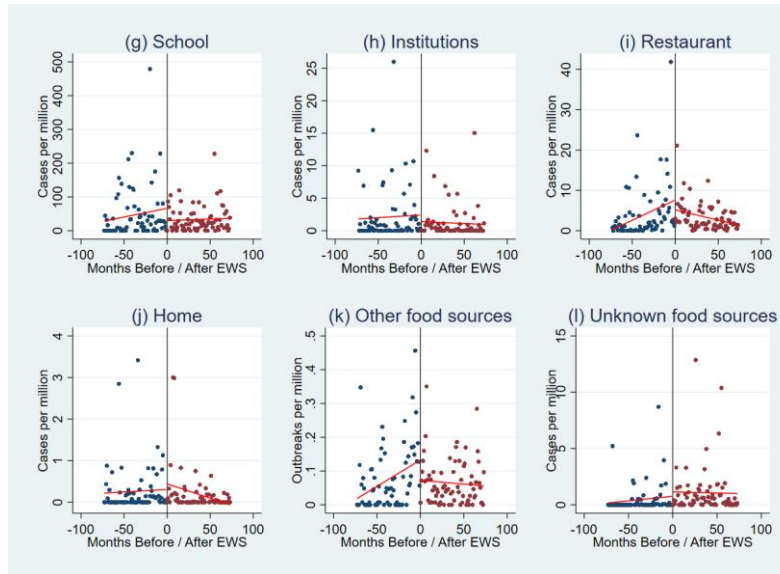 (g) School
Cases per million
500
400
300
200
100
0
-100 -50 0 50 100
Months Before / After EWS
(h) Institutions
Cases per million
25
20
15
10
5
0
-100 -50 0 50 100
Months Before / After EWS
(i) Restaurant
Cases per million
40
30
20
10
0
-100 -50 0 50 100
Months Before / After EWS
(j) Home
Cases per million
4
3
2
1
0
-100 -50 0 50 100
Months Before / After EWS
(k) Other food sources
Outbreaks per million
.5
.4
.3
.2
.1
0
-100 -50 0 50 100
Months Before / After EWS
(l) Unknown food sources
Cases per million
15
10
5
0
-100 -50 0 50 100
Months Before / After EWS